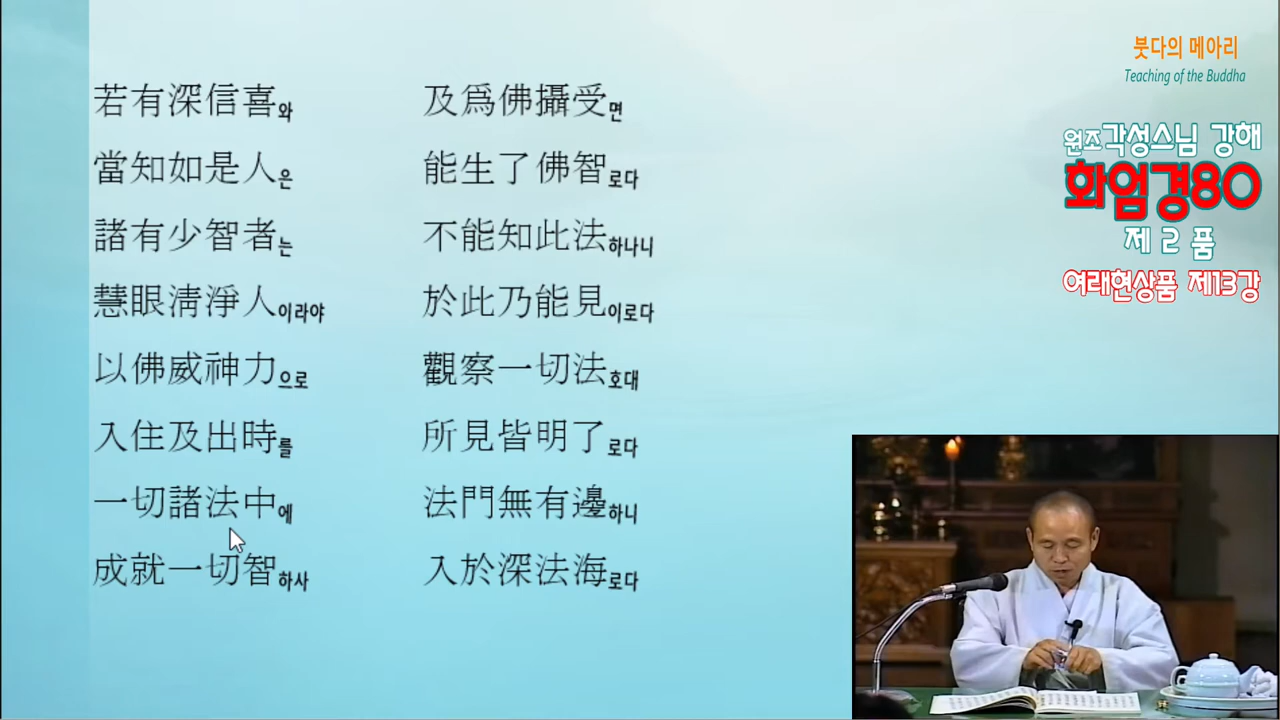 若有深信喜와 及爲佛攝受면
當知如是人은 能生了佛智로다
諸有少智者는 不能知此法하나니
慧眼淸淨人이라야 於此乃能見이로다
以佛威神力으로 觀察一切法호대
入住及出時를 所見皆明了로다
一切諸法中에 法門無有邊하니
成就一切智하사 入於深法海로다
붓다의 메아리
Teaching of the Buddha
원조각성스님 강해
화엄경80
제 2 품
여래현상품 제13강